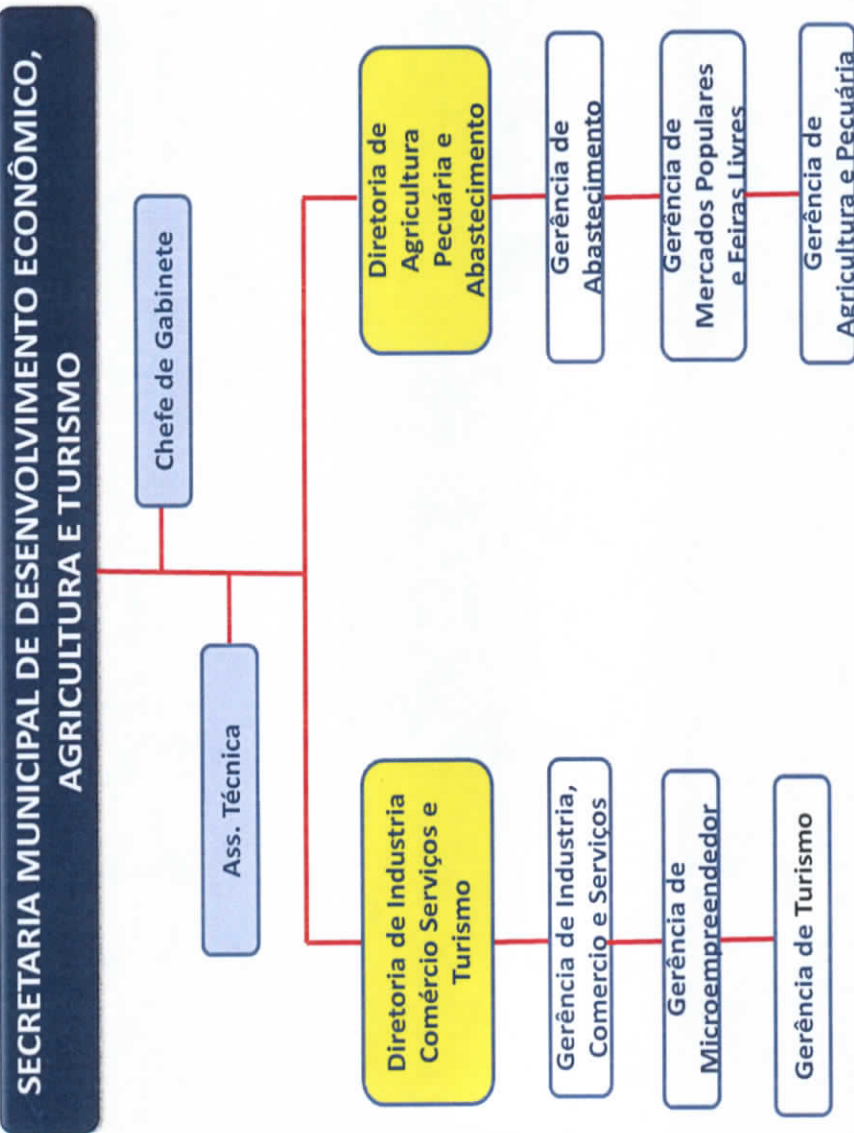 SECRETARIA MUNICIPAL DE DESENVOLVIMENTO ECONÔMICO,
AGRICULTURA E TURISMO
Chefe de Gabinete
Ass. Técnica
Diretoria de Industria
Comércio Serviços e
Turismo
Gerência de Industria,
Comercio e Serviços
Gerência de
Microempreendedor
Gerência de Turismo
Diretoria de
Agricultura
Pecuária e
Abastecimento
Gerência de
Abastecimento
Gerência de
Mercados Populares
e Feiras Livres
Gerência de
Agricultura e Pecuária